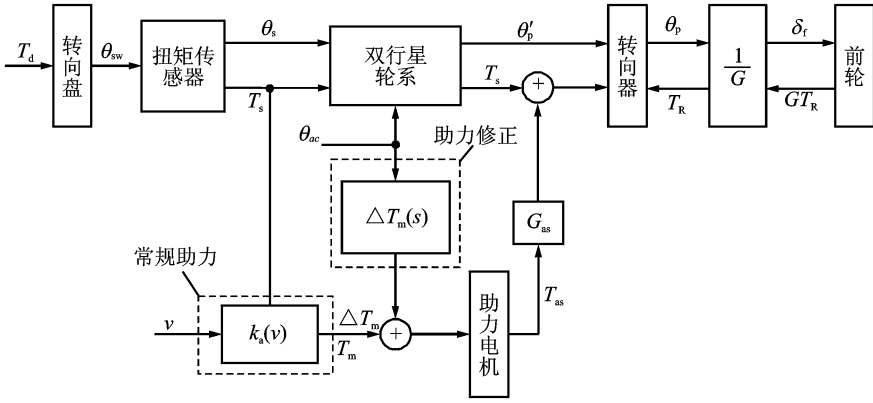 T_d
转向盘
θ_sw
扭矩传
感器
θ_s
T_s
双行星
轮系
θ′_p
T_s
+
转向器
θ_p
T_R
1
G
δ_f
GT_R
前轮
θ_ac
助力修正
△T_m(s)
G_as
常规助力
v
k_a(v)
△T_m
T_m
+
助力电机
T_as